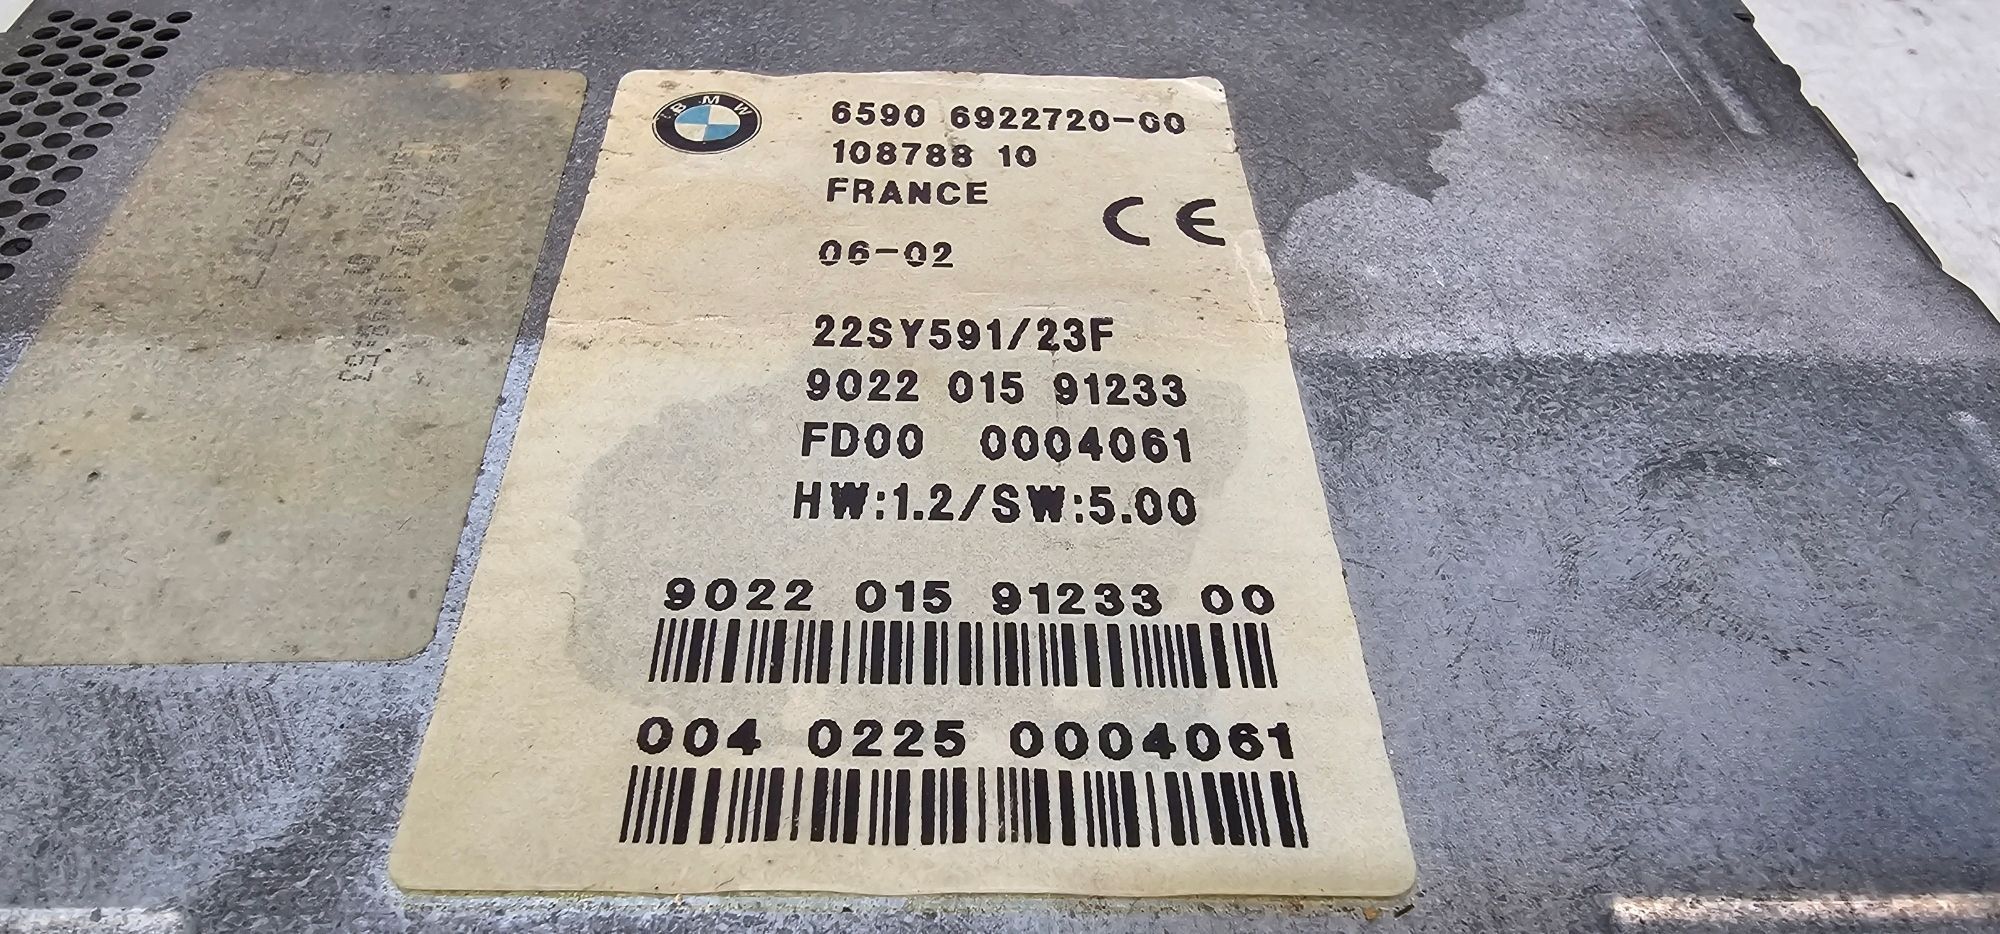 BMW
6590 6922720-00
108788 10
FRANCE
CE
06-02
22SY591/23F
9022 015 91233
FD00 0004061
HW:1.2/SW:5.00
9022 015 91233 00
004 0225 0004061